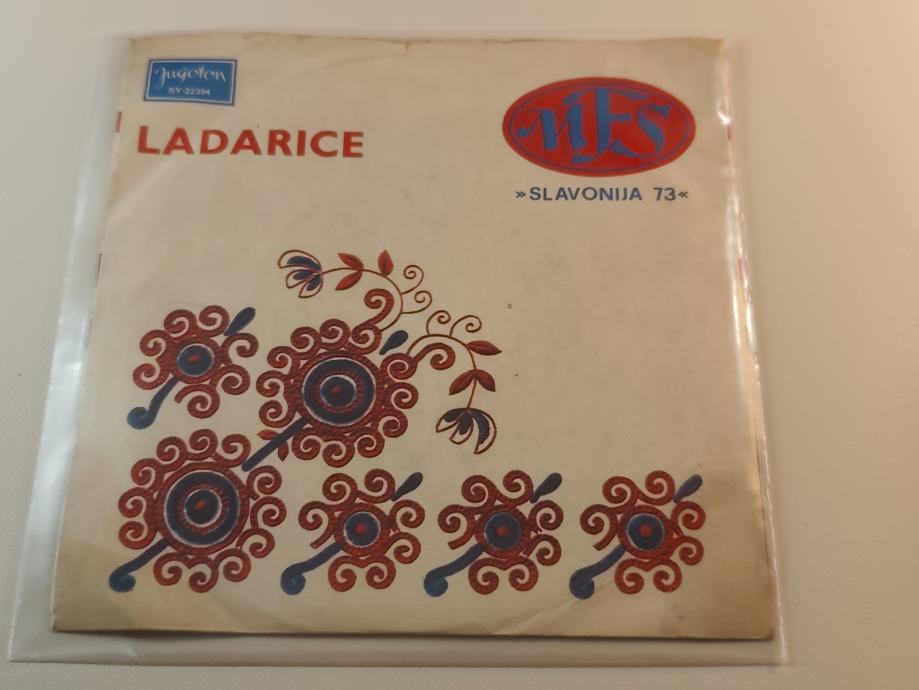 Jugoton
SY-22394
LADARICE
MFS
»SLAVONIJA 73«